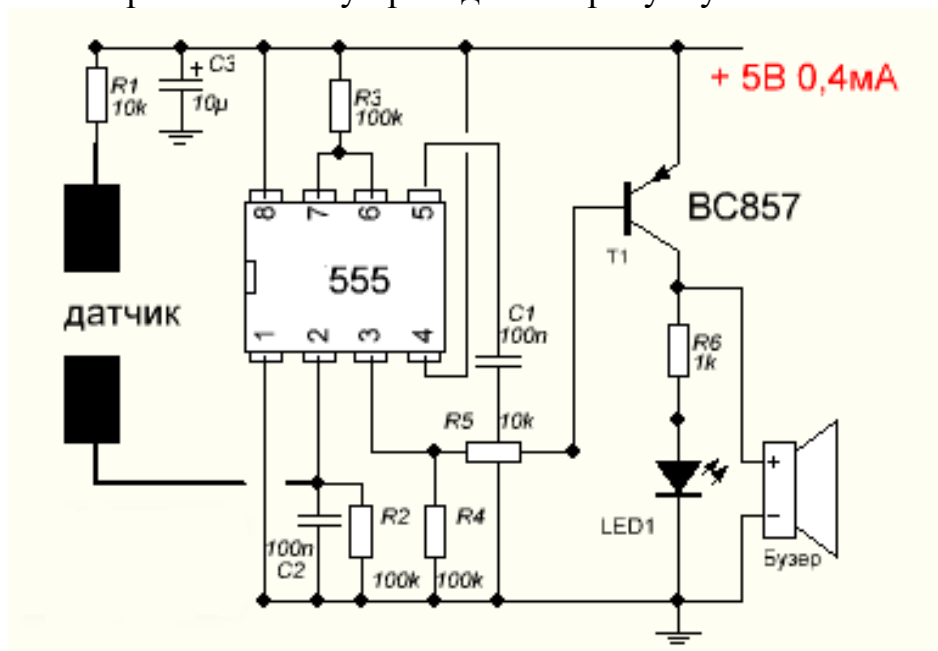 C3
+
R1
10k
10µ
R3
100k
+ 5В 0,4мА
8 7 6 5
BC857
T1
555
датчик
1 2 3 4
C1
100n
R6
1k
R5 10k
+
R2
R4
LED1
−
Бузер
100n
C2
100k 100k